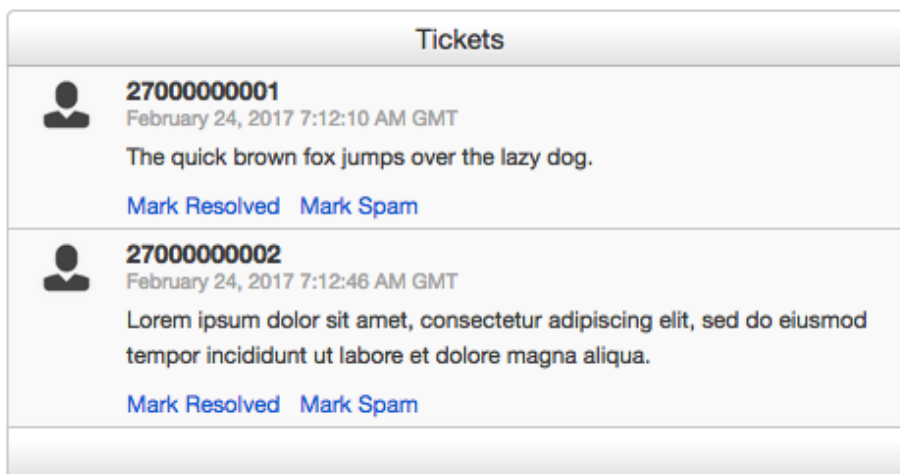 Tickets
27000000001
February 24, 2017 7:12:10 AM GMT
The quick brown fox jumps over the lazy dog.
Mark Resolved Mark Spam
27000000002
February 24, 2017 7:12:46 AM GMT
Lorem ipsum dolor sit amet, consectetur adipiscing elit, sed do eiusmod
tempor incididunt ut labore et dolore magna aliqua.
Mark Resolved Mark Spam